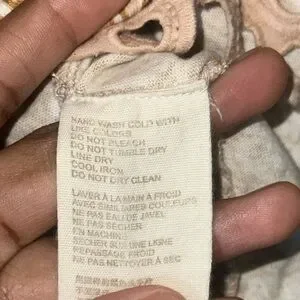 HAND WASH COLD WITH
LIKE COLORS
DO NOT BLEACH
DO NOT TUMBLE DRY
LINE DRY
COOL IRON
DO NOT DRY CLEAN
LAVER À LA MAIN A FROID
AVEC SIMILAIRES COULEURS
NE PAS EAU DE JAVEL
NE PAS SÉCHER
EN MACHINE
SÉCHER SUR UNE LIGNE
REPASSAGE FROID
NE PAS NETTOYER À SEC